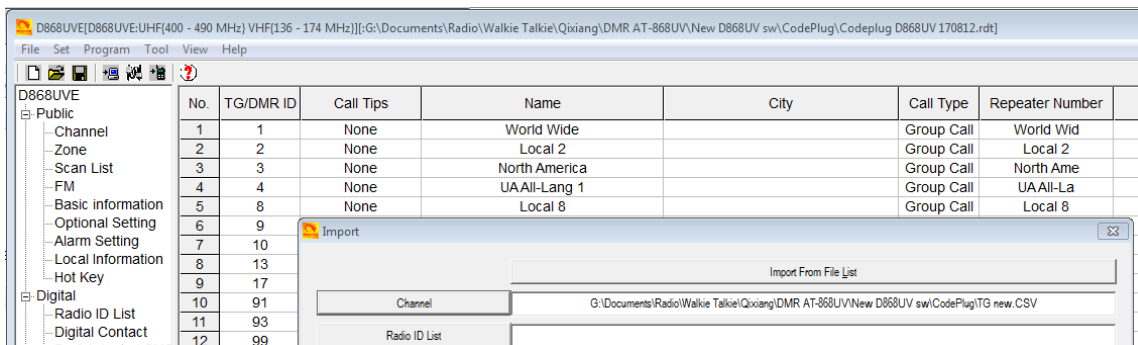 D868UVE[D868UVE:UHF{400 - 490 MHz} VHF{136 - 174 MHz}][:G:\Documents\Radio\Walkie Talkie\Qixiang\DMR AT-868UV\New D868UV sw\CodePlug\Codeplug D868UV 170812.rdt]
File Set Program Tool View Help
D868UVE
Public
Channel
Zone
Scan List
FM
Basic information
Optional Setting
Alarm Setting
Local Information
Hot Key
Digital
Radio ID List
Digital Contact
No. TG/DMR ID Call Tips Name City Call Type Repeater Number
1 1 None World Wide Group Call World Wid
2 2 None Local 2 Group Call Local 2
3 3 None North America Group Call North Ame
4 4 None UAAll-Lang 1 Group Call UAAll-La
5 8 None Local 8 Group Call Local 8
6 9
7 10
8 13
9 17
10 91
11 93
12 99
Import
Import From File List
Channel G:\Documents\Radio\Walkie Talkie\Qixiang\DMR AT-868UV\New D868UV sw\CodePlug\TG new.CSV
Radio ID List